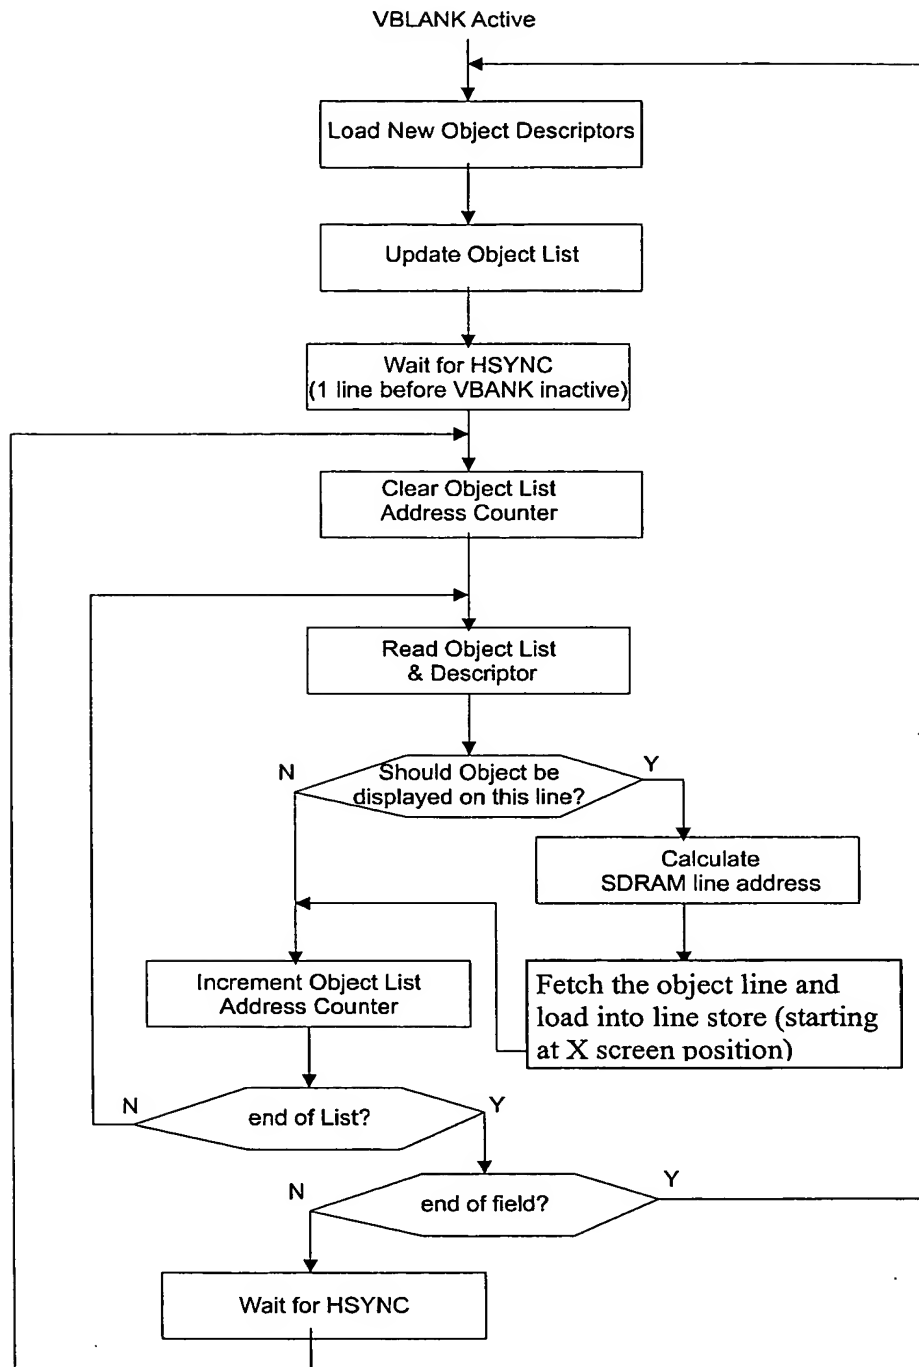 VBLANK Active
Load New Object Descriptors
Update Object List
Wait for HSYNC
(1 line before VBANK inactive)
Clear Object List
Address Counter
Read Object List
& Descriptor
N
Should Object be
displayed on this line?
Y
Calculate
SDRAM line address
Increment Object List
Address Counter
Fetch the object line and
load into line store (starting
at X screen position)
N
end of List?
Y
N
end of field?
Y
Wait for HSYNC